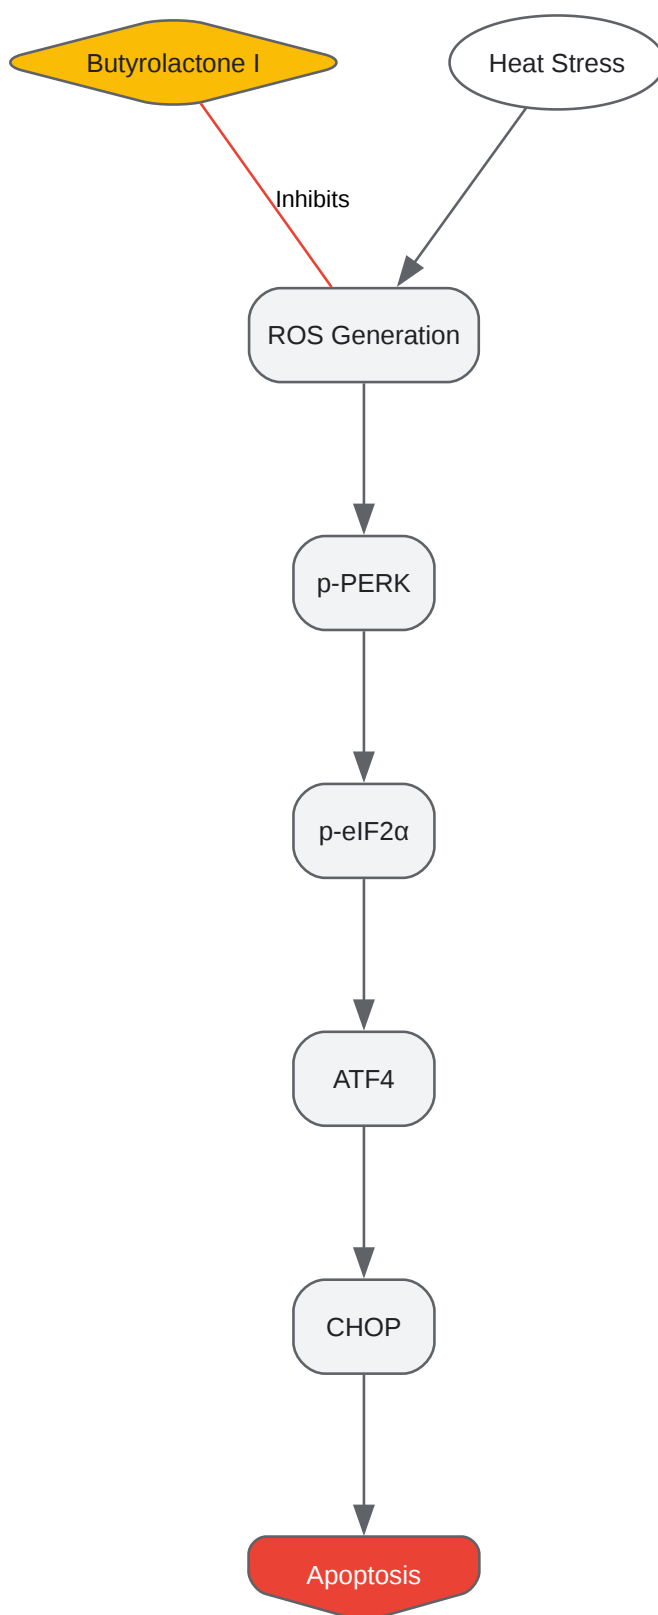 Butyrolactone I
Heat Stress
Inhibits
ROS Generation
p-PERK
p-eIF2α
ATF4
CHOP
Apoptosis